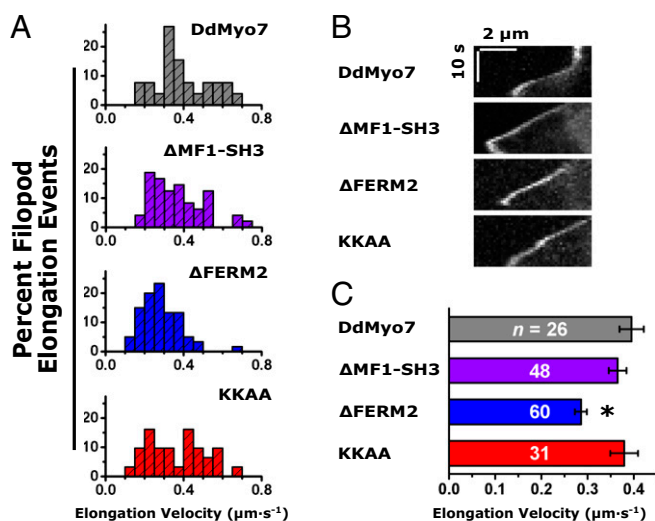 A
Percent Filopod
Elongation Events
DdMyo7
20
10
0
0.0 0.4 0.8
ΔMF1-SH3
20
10
0
0.0 0.4 0.8
ΔFERM2
20
10
0
0.0 0.4 0.8
KKAA
20
10
0
0.0 0.4 0.8
Elongation Velocity (μm·s⁻¹)
B
2 μm
10 s
DdMyo7
ΔMF1-SH3
ΔFERM2
KKAA
C
DdMyo7 n = 26
ΔMF1-SH3 48
ΔFERM2 60 *
KKAA 31
0.0 0.1 0.2 0.3 0.4
Elongation Velocity (μm·s⁻¹)